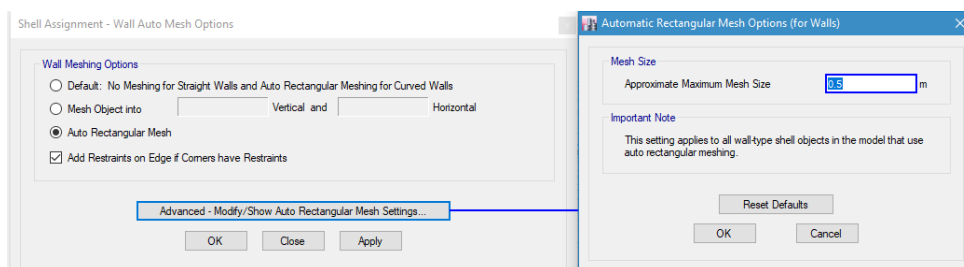 Shell Assignment - Wall Auto Mesh Options
Wall Meshing Options
Default: No Meshing for Straight Walls and Auto Rectangular Meshing for Curved Walls
Mesh Object into Vertical and Horizontal
Auto Rectangular Mesh
Add Restraints on Edge if Corners have Restraints
Advanced - Modify/Show Auto Rectangular Mesh Settings...
OK Close Apply
Automatic Rectangular Mesh Options (for Walls)
Mesh Size
Approximate Maximum Mesh Size 0.5 m
Important Note
This setting applies to all wall-type shell objects in the model that use
auto rectangular meshing.
Reset Defaults
OK Cancel